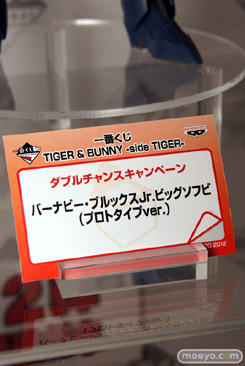 一番くじ
TIGER & BUNNY -side TIGER-
ダブルチャンスキャンペーン
バーナビー・ブルックスJr.ビッグソフビ
(プロトタイプver.)
2012
moeyo.com